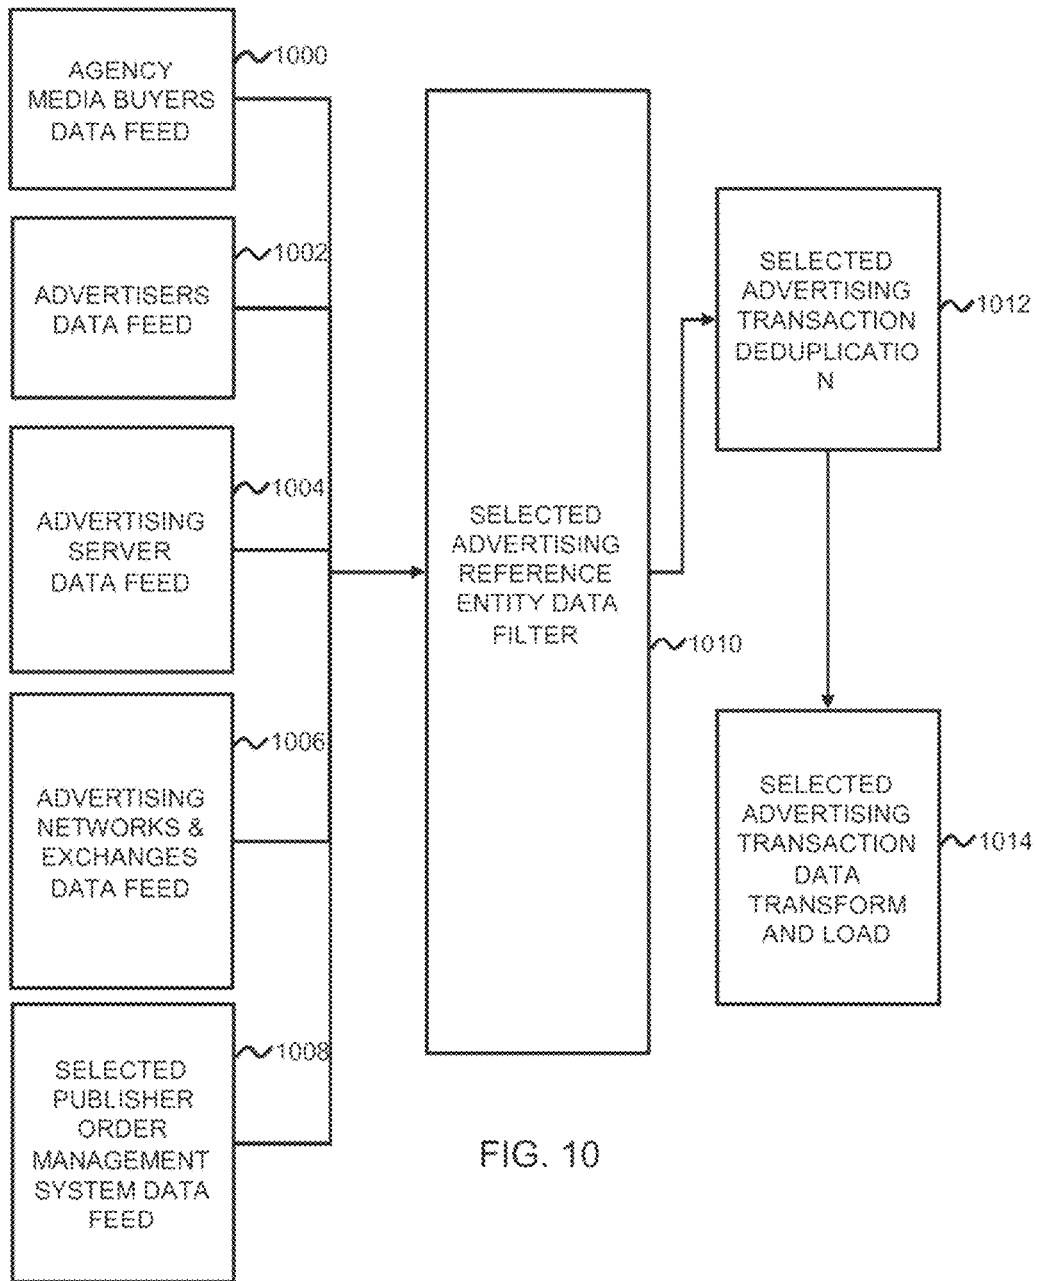 AGENCY
MEDIA BUYERS
DATA FEED
1000
ADVERTISERS
DATA FEED
1002
ADVERTISING
SERVER
DATA FEED
1004
ADVERTISING
NETWORKS &
EXCHANGES
DATA FEED
1006
SELECTED
PUBLISHER
ORDER
MANAGEMENT
SYSTEM DATA
FEED
1008
SELECTED
ADVERTISING
REFERENCE
ENTITY DATA
FILTER
1010
SELECTED
ADVERTISING
TRANSACTION
DEDUPLICATIO
N
1012
SELECTED
ADVERTISING
TRANSACTION
DATA
TRANSFORM
AND LOAD
1014
FIG. 10